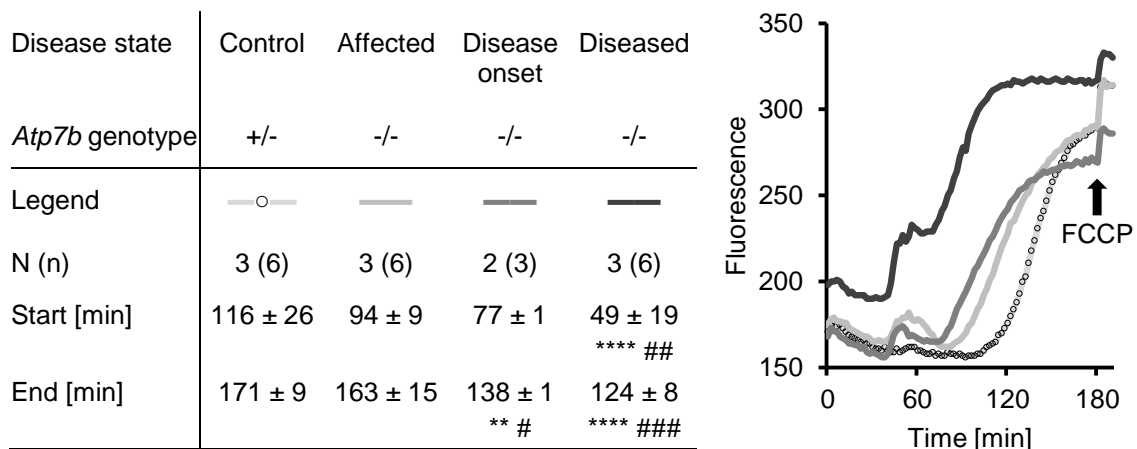 Disease state Control Affected Disease onset Diseased
Atp7b genotype +/- -/- -/- -/-
Legend
N (n) 3 (6) 3 (6) 2 (3) 3 (6)
Start [min] 116 ± 26 94 ± 9 77 ± 1 49 ± 19
**** ##
End [min] 171 ± 9 163 ± 15 138 ± 1 124 ± 8
** # **** ###
350
300
250
200
150
Fluorescence
FCCP
0 60 120 180
Time [min]